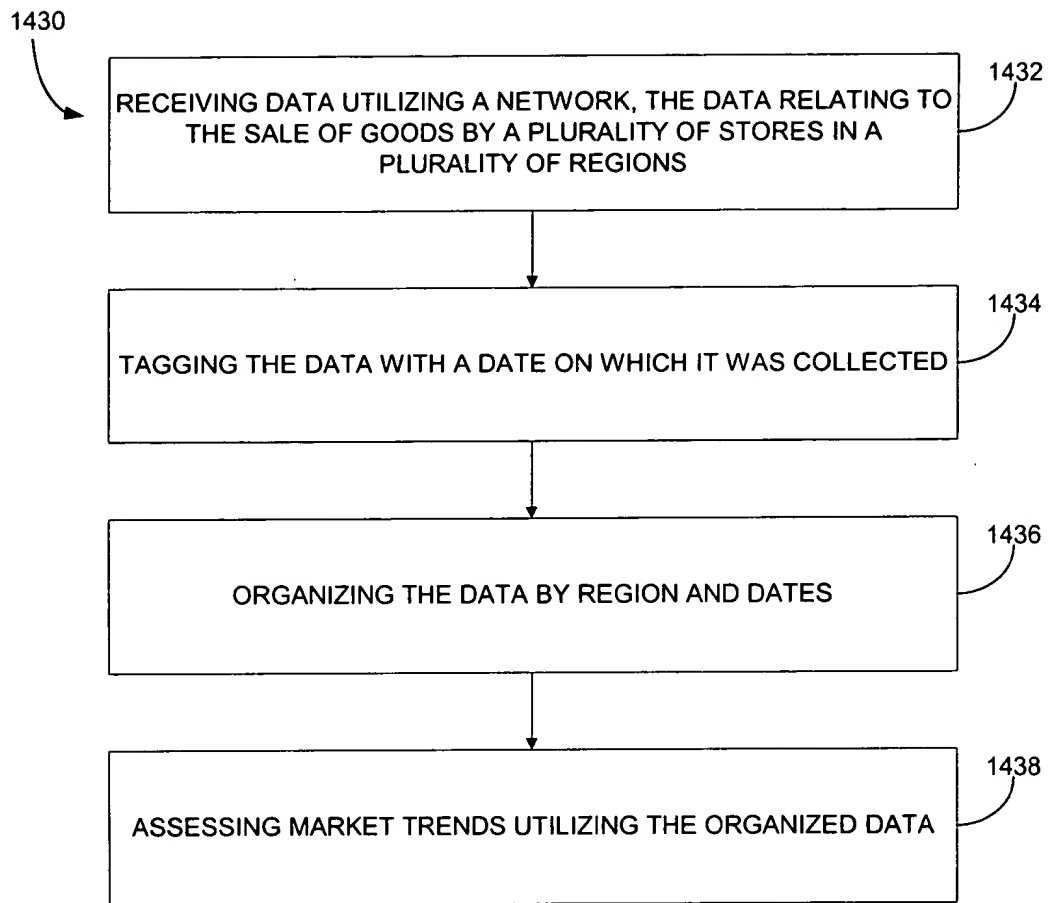 1430
1432
RECEIVING DATA UTILIZING A NETWORK, THE DATA RELATING TO
THE SALE OF GOODS BY A PLURALITY OF STORES IN A
PLURALITY OF REGIONS
1434
TAGGING THE DATA WITH A DATE ON WHICH IT WAS COLLECTED
1436
ORGANIZING THE DATA BY REGION AND DATES
1438
ASSESSING MARKET TRENDS UTILIZING THE ORGANIZED DATA